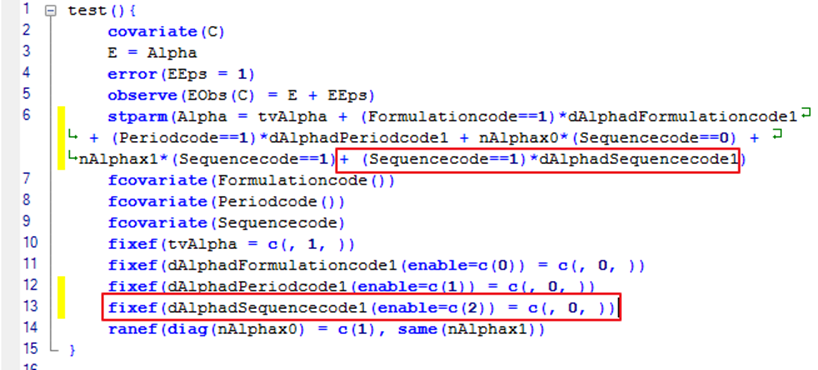 1 test(){
2 covariate(C)
3 E = Alpha
4 error(EEps = 1)
5 observe(EObs(C) = E + EEps)
6 stparm(Alpha = tvAlpha + (Formulationcode==1)*dAlphadFormulationcode1
+ (Periodcode==1)*dAlphadPeriodcode1 + nAlphax0*(Sequencecode==0) +
nAlphax1*(Sequencecode==1)+ (Sequencecode==1)*dAlphadSequencecode1)
7 fcovariate(Formulationcode())
8 fcovariate(Periodcode())
9 fcovariate(Sequencecode)
10 fixef(tvAlpha = c(, 1, ))
11 fixef(dAlphadFormulationcode1(enable=c(0)) = c(, 0, ))
12 fixef(dAlphadPeriodcode1(enable=c(1)) = c(, 0, ))
13 fixef(dAlphadSequencecode1(enable=c(2)) = c(, 0, ))
14 ranef(diag(nAlphax0) = c(1), same(nAlphax1))
15 }